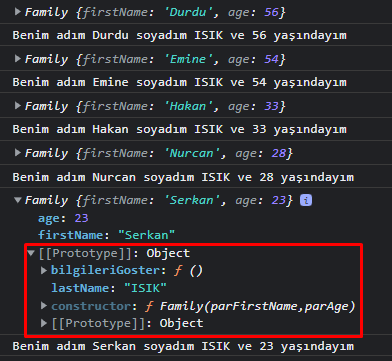 ▶ Family {firstName: 'Durdu', age: 56}
Benim adım Durdu soyadım ISIK ve 56 yaşındayım
▶ Family {firstName: 'Emine', age: 54}
Benim adım Emine soyadım ISIK ve 54 yaşındayım
▶ Family {firstName: 'Hakan', age: 33}
Benim adım Hakan soyadım ISIK ve 33 yaşındayım
▶ Family {firstName: 'Nurcan', age: 28}
Benim adım Nurcan soyadım ISIK ve 28 yaşındayım
▼ Family {firstName: 'Serkan', age: 23} i
age: 23
firstName: "Serkan"
▼ [[Prototype]]: Object
▶ bilgileriGoster: ƒ ()
lastName: "ISIK"
▶ constructor: ƒ Family(parFirstName,parAge)
▶ [[Prototype]]: Object
Benim adım Serkan soyadım ISIK ve 23 yaşındayım